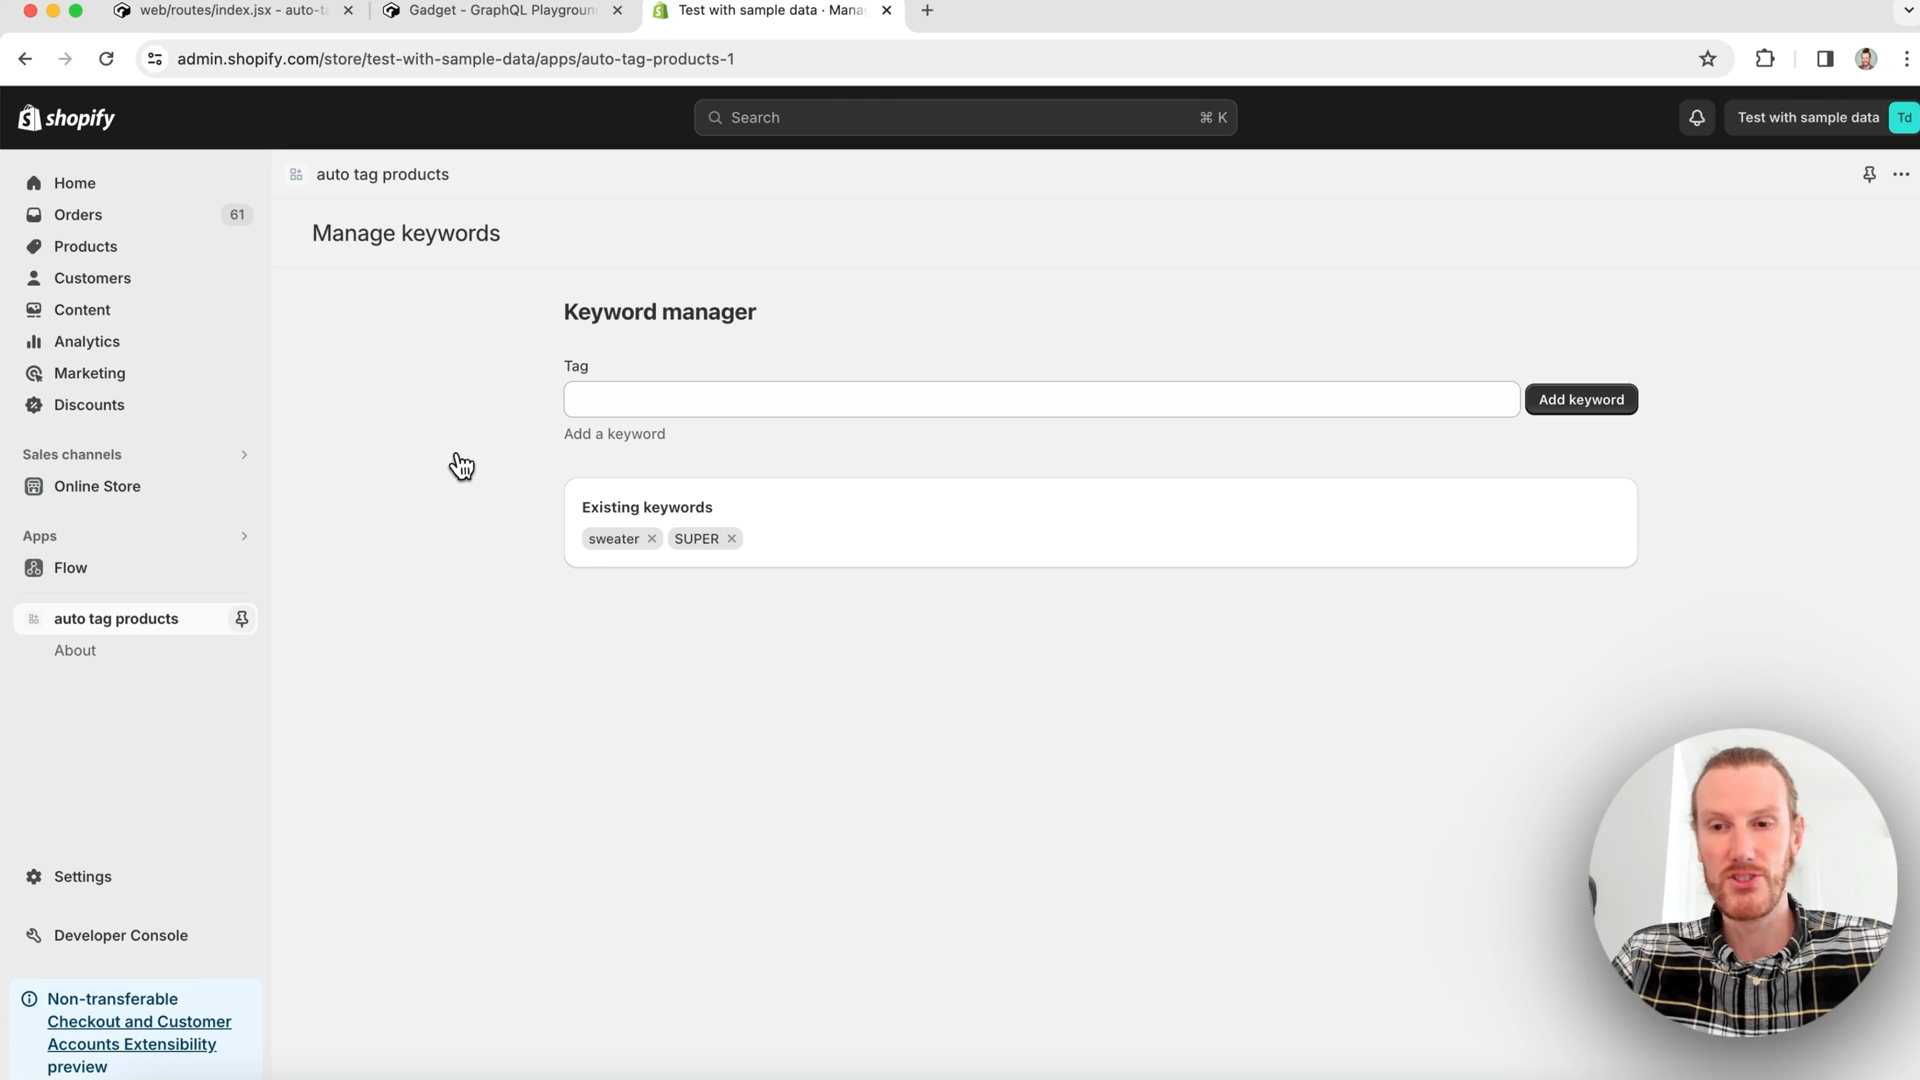 web/routes/index.jsx - auto-ta
Gadget - GraphQL Playground
Test with sample data · Mana
admin.shopify.com/store/test-with-sample-data/apps/auto-tag-products-1
shopify
Search
⌘ K
Test with sample data
Td
Home
Orders
61
Products
Customers
Content
Analytics
Marketing
Discounts
Sales channels
Online Store
Apps
Flow
auto tag products
About
Settings
Developer Console
Non-transferable
Checkout and Customer
Accounts Extensibility
preview
auto tag products
Manage keywords
Keyword manager
Tag
Add keyword
Add a keyword
Existing keywords
sweater
SUPER